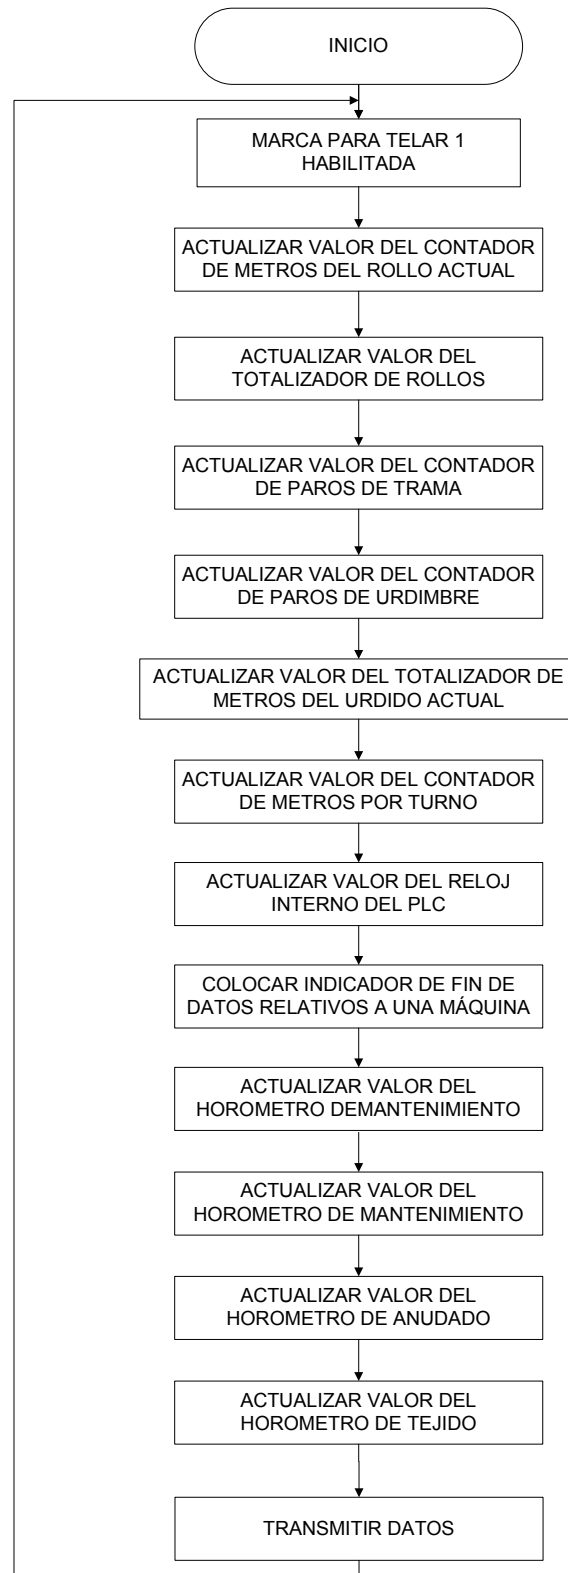 INICIO
MARCA PARA TELAR 1
HABILITADA
ACTUALIZAR VALOR DEL CONTADOR
DE METROS DEL ROLLO ACTUAL
ACTUALIZAR VALOR DEL
TOTALIZADOR DE ROLLOS
ACTUALIZAR VALOR DEL CONTADOR
DE PAROS DE TRAMA
ACTUALIZAR VALOR DEL CONTADOR
DE PAROS DE URDIMBRE
ACTUALIZAR VALOR DEL TOTALIZADOR DE
METROS DEL URDIDO ACTUAL
ACTUALIZAR VALOR DEL CONTADOR
DE METROS POR TURNO
ACTUALIZAR VALOR DEL RELOJ
INTERNO DEL PLC
COLOCAR INDICADOR DE FIN DE
DATOS RELATIVOS A UNA MÁQUINA
ACTUALIZAR VALOR DEL
HOROMETRO DEMANTENIMIENTO
ACTUALIZAR VALOR DEL
HOROMETRO DE MANTENIMIENTO
ACTUALIZAR VALOR DEL
HOROMETRO DE ANUDADO
ACTUALIZAR VALOR DEL
HOROMETRO DE TEJIDO
TRANSMITIR DATOS